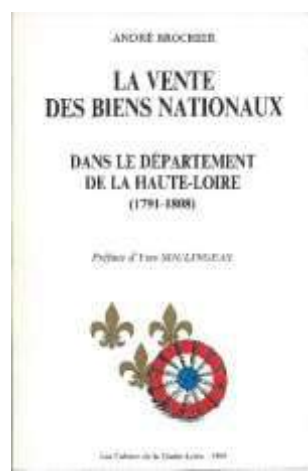 ANDRÉ BROCHIER
LA VENTE
DES BIENS NATIONAUX
DANS LE DÉPARTEMENT
DE LA HAUTE-LOIRE
(1791-1808)
Préface d'Yves SOULINGEAS
Les Cahiers de la Haute-Loire